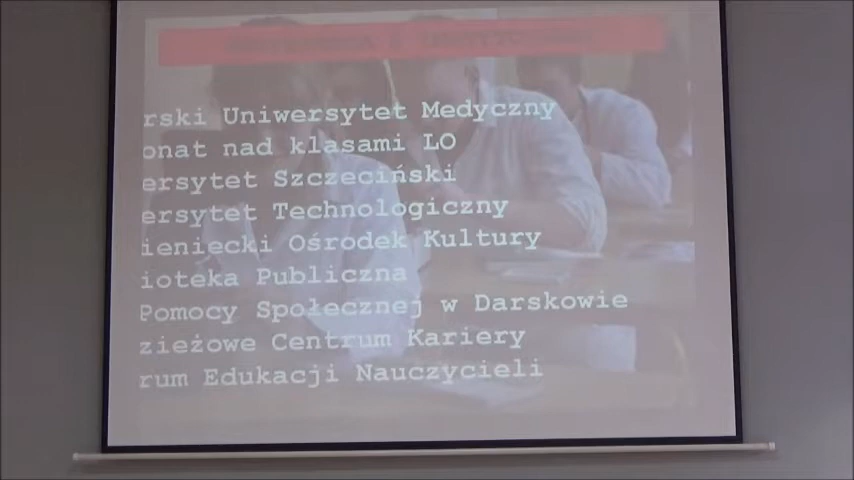 rski Uniwersytet Medyczny
onat nad klasami LO
ersytet Szczeciński
ersytet Technologiczny
ieniecki Ośrodek Kultury
ioteka Publiczna
Pomocy Społecznej w Darskowie
zieżowe Centrum Kariery
rum Edukacji Nauczycieli